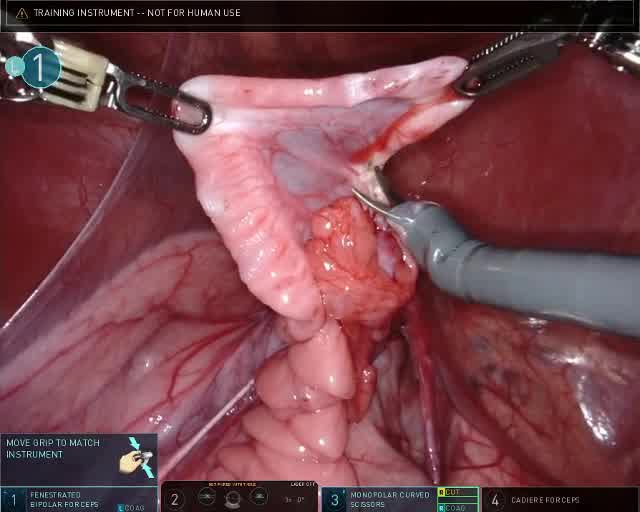 TRAINING INSTRUMENT -- NOT FOR HUMAN USE
1
MOVE GRIP TO MATCH
INSTRUMENT
1
FENESTRATED
BIPOLAR FORCEPS
COAG
2
3
MONOPOLAR CURVED
SCISSORS
CUT
COAG
4
CADIERE FORCEPS